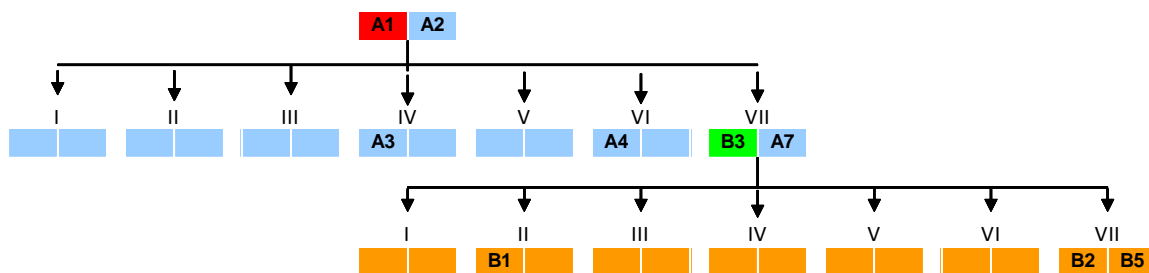 A1 A2
I II III IV V VI VII
A3 A4 B3 A7
I II III IV V VI VII
B1 B2 B5